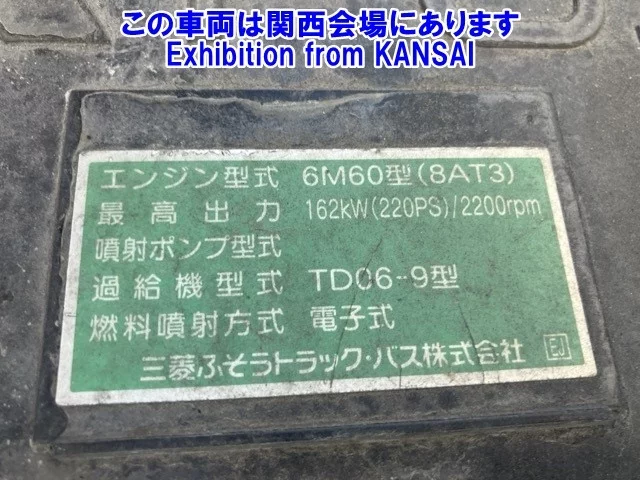 この車両は関西会場にあります
Exhibition from KANSAI
エンジン型式 6M60型(8AT3)
最高出力 162kW(220PS)/2200rpm
噴射ポンプ型式
過給機型式 TD06-9型
燃料噴射方式 電子式
三菱ふそうトラック・バス株式会社 EJ